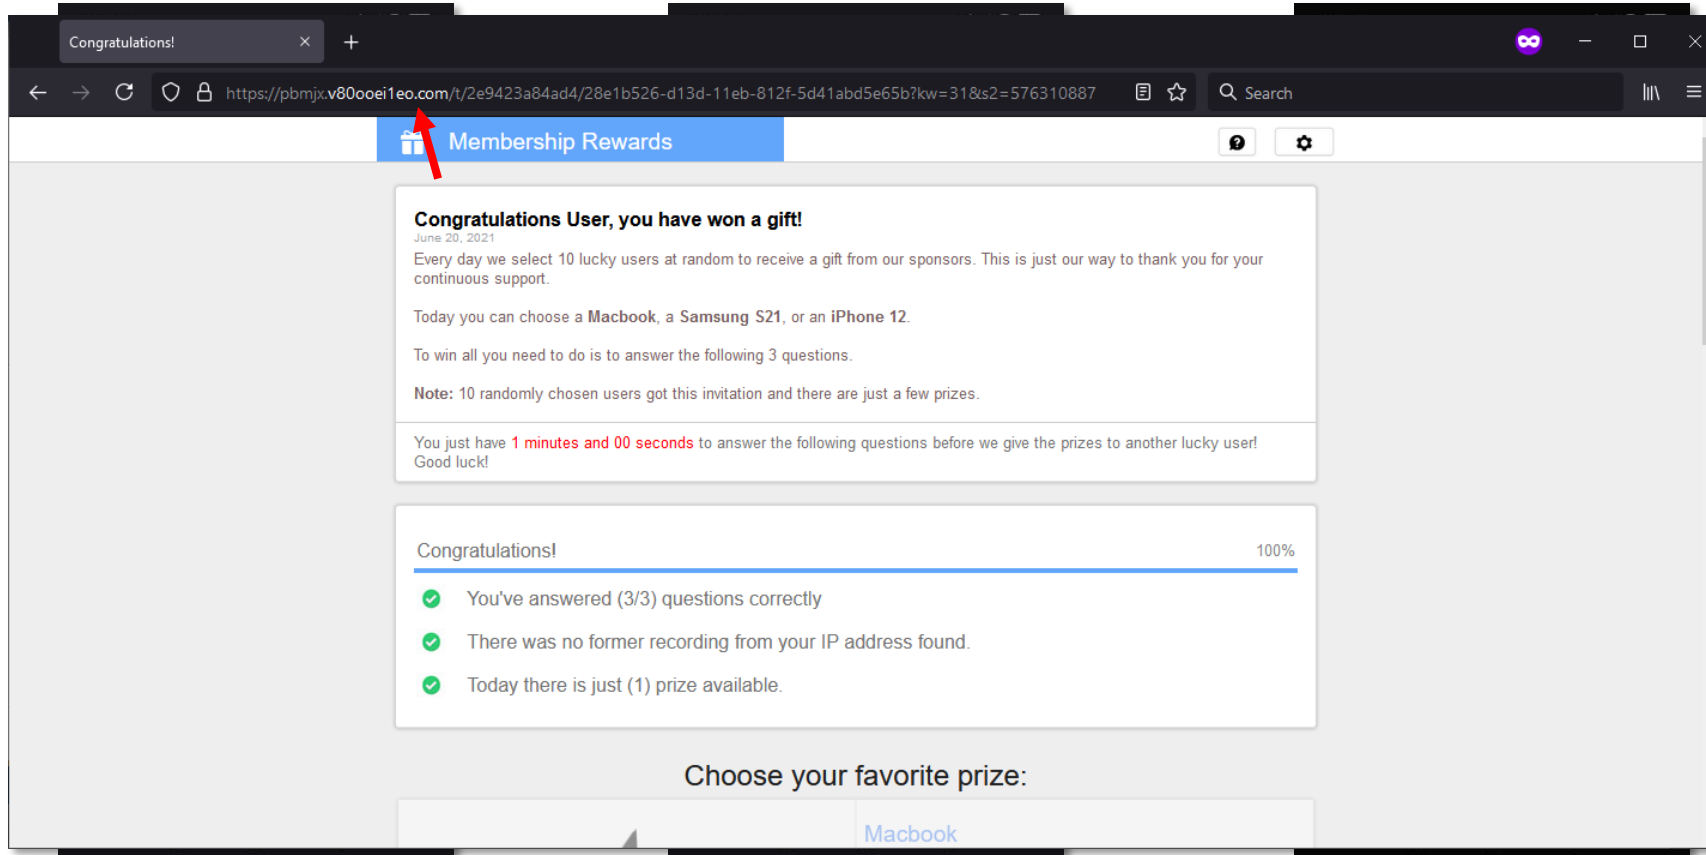 Congratulations!
https://pbmjx.v80ooei1eo.com/t/2e9423a84ad4/28e1b526-d13d-11eb-812f-5d41abd5e65b?kw=31&s2=576310887
Search
Membership Rewards
Congratulations User, you have won a gift!
June 20, 2021
Every day we select 10 lucky users at random to receive a gift from our sponsors. This is just our way to thank you for your
continuous support.
Today you can choose a Macbook, a Samsung S21, or an iPhone 12.
To win all you need to do is to answer the following 3 questions.
Note: 10 randomly chosen users got this invitation and there are just a few prizes.
You just have 1 minutes and 00 seconds to answer the following questions before we give the prizes to another lucky user!
Good luck!
Congratulations!
100%
You've answered (3/3) questions correctly
There was no former recording from your IP address found.
Today there is just (1) prize available.
Choose your favorite prize:
Macbook